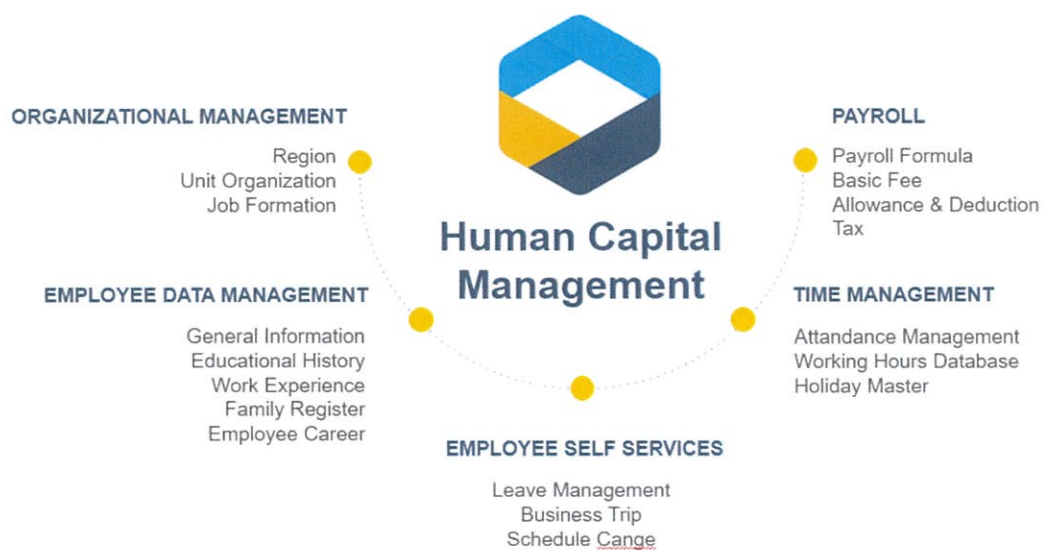 ORGANIZATIONAL MANAGEMENT
Region
Unit Organization
Job Formation
EMPLOYEE DATA MANAGEMENT
General Information
Educational History
Work Experience
Family Register
Employee Career
Human Capital
Management
EMPLOYEE SELF SERVICES
Leave Management
Business Trip
Schedule Cange
PAYROLL
Payroll Formula
Basic Fee
Allowance & Deduction
Tax
TIME MANAGEMENT
Attandance Management
Working Hours Database
Holiday Master